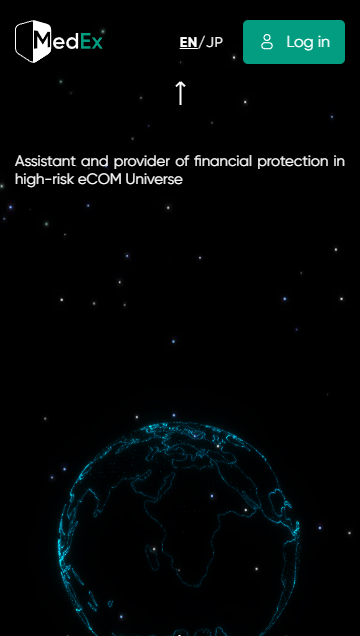 MedEx
EN/JP
Log in
Assistant and provider of financial protection in
high-risk eCOM Universe